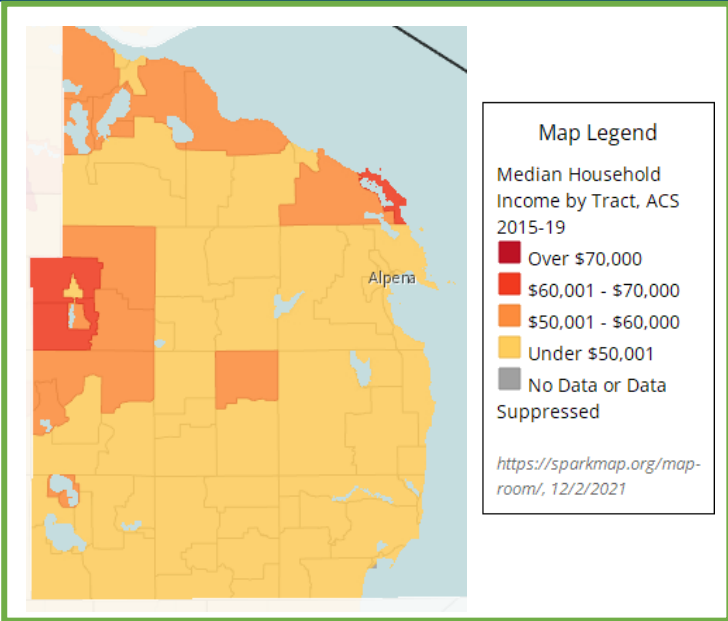 Alpena
Map Legend
Median Household
Income by Tract, ACS
2015-19
Over $70,000
$60,001 - $70,000
$50,001 - $60,000
Under $50,001
No Data or Data
Suppressed
https://sparkmap.org/map-
room/, 12/2/2021